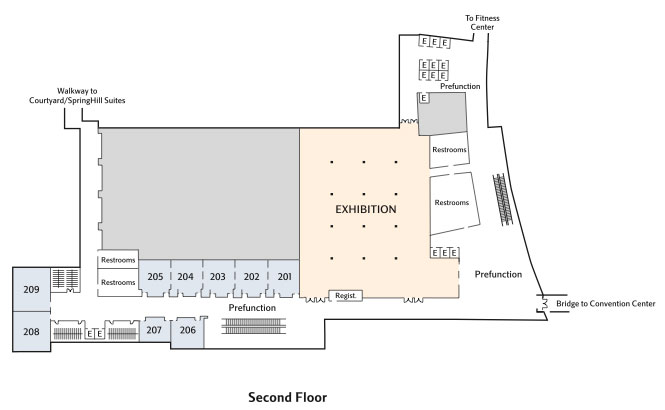 To Fitness
Center
E E E
E E E
E E E
Prefunction
E
Walkway to
Courtyard/SpringHill Suites
Restrooms
Restrooms
EXHIBITION
E E E
Restrooms
Restrooms
205 204 203 202 201
Prefunction
209
Regist.
Bridge to Convention Center
Prefunction
208
E E
207 206
Second Floor